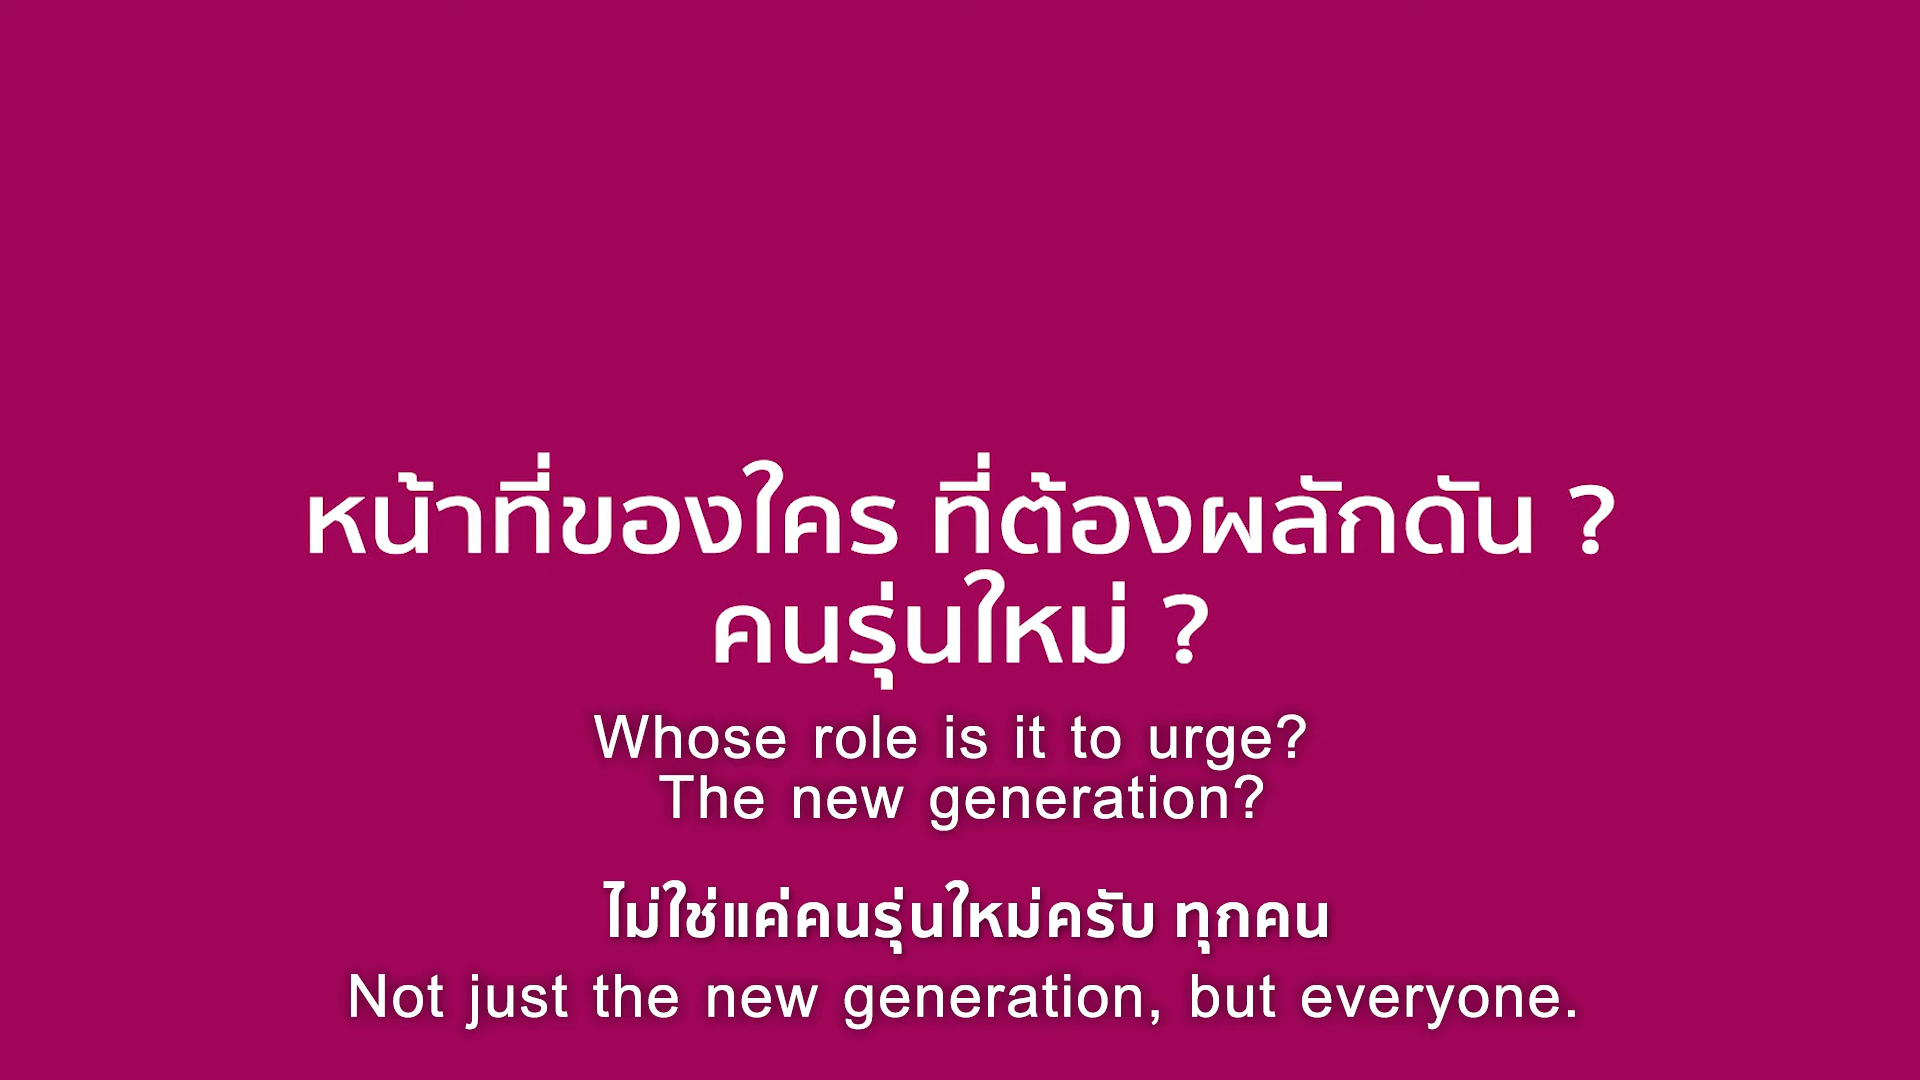 หน้าที่ของใคร ที่ต้องผลักดัน ?
คนรุ่นใหม่ ?
Whose role is it to urge?
The new generation?
ไม่ใช่แค่คนรุ่นใหม่ครับ ทุกคน
Not just the new generation, but everyone.